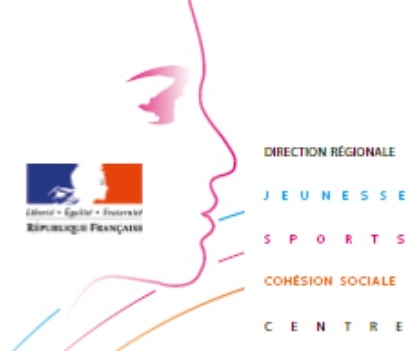 Liberté • Égalité • Fraternité
RÉPUBLIQUE FRANÇAISE
DIRECTION RÉGIONALE
JEUNESSE
SPORTS
COHÉSION SOCIALE
CENTRE